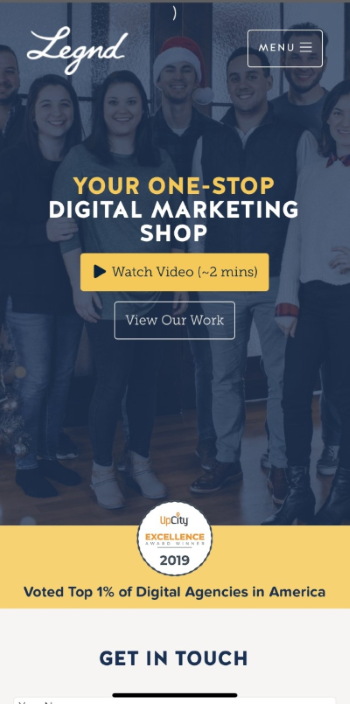 )
Legnd
MENU
YOUR ONE-STOP
DIGITAL MARKETING
SHOP
Watch Video (~2 mins)
View Our Work
UpCity
EXCELLENCE
AWARD WINNER
2019
Voted Top 1% of Digital Agencies in America
GET IN TOUCH